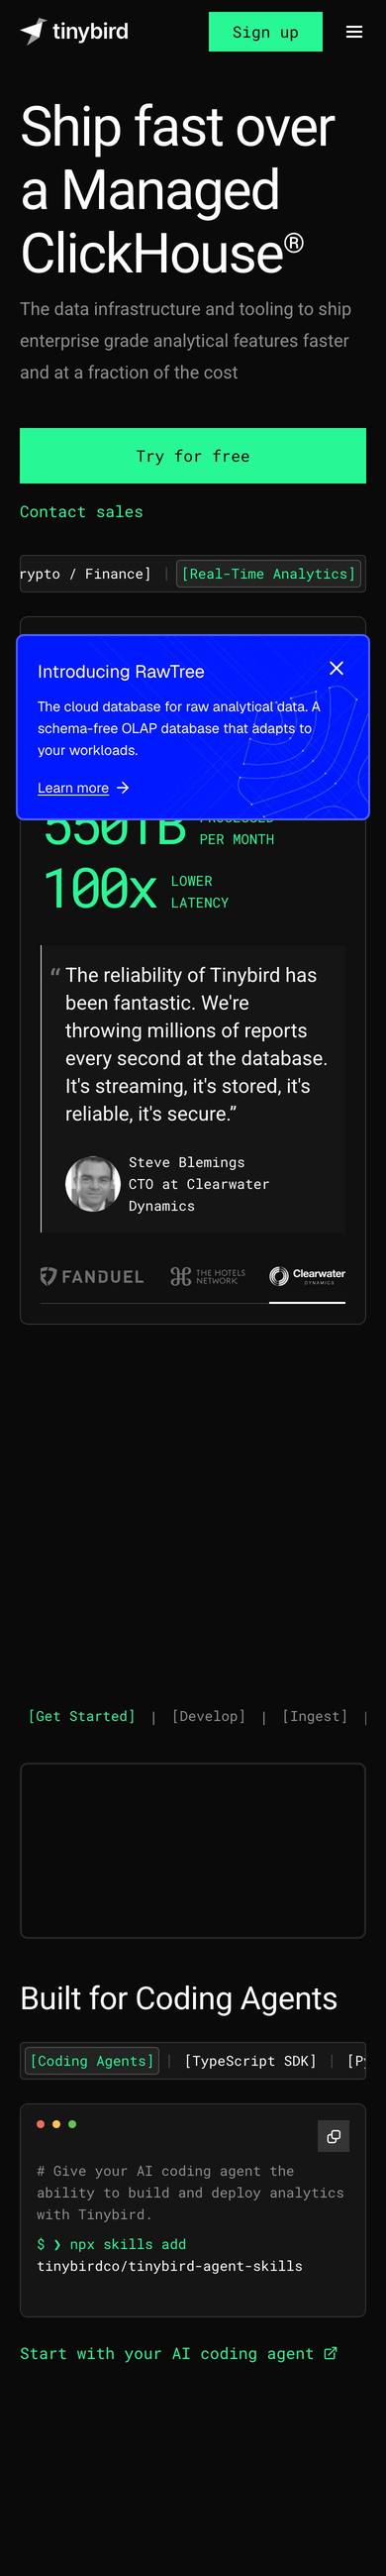 tinybird
Sign up
Ship fast over
a Managed
ClickHouse®
The data infrastructure and tooling to ship
enterprise grade analytical features faster
and at a fraction of the cost
Try for free
Contact sales
rypto / Finance] | [Real-Time Analytics]
Introducing RawTree
The cloud database for raw analytical data. A
schema-free OLAP database that adapts to
your workloads.
Learn more →
550TB PROCESSED
PER MONTH
100x LOWER
LATENCY
“ The reliability of Tinybird has
been fantastic. We're
throwing millions of reports
every second at the database.
It's streaming, it's stored, it's
reliable, it's secure.”
Steve Blemings
CTO at Clearwater
Dynamics
FANDUEL
THE HOTELS
NETWORK
Clearwater
DYNAMICS
[Get Started] | [Develop] | [Ingest] |
Built for Coding Agents
[Coding Agents] | [TypeScript SDK] | [Py
# Give your AI coding agent the
ability to build and deploy analytics
with Tinybird.
$ ❯ npx skills add
tinybirdco/tinybird-agent-skills
Start with your AI coding agent